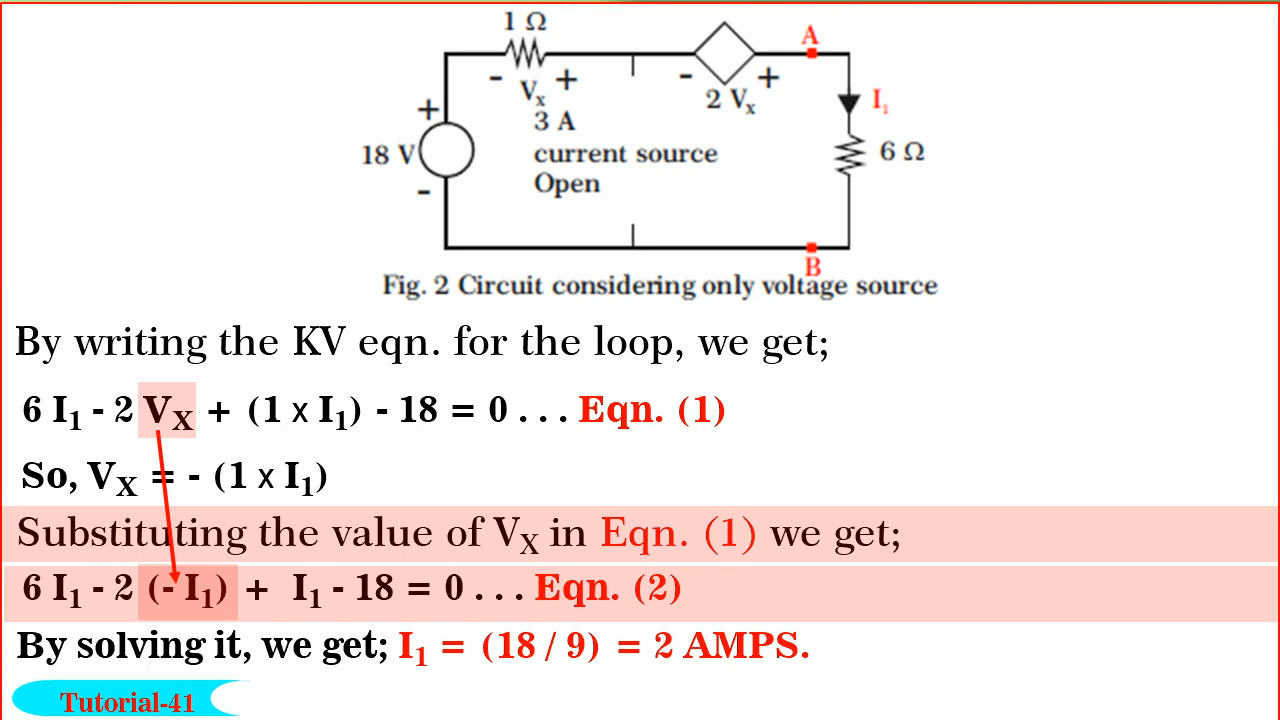 1 Ω
A
- Vx +
- 2 Vx +
I₁
+
3 A
18 V
current source
6 Ω
Open
-
B
Fig. 2 Circuit considering only voltage source
By writing the KV eqn. for the loop, we get;
6 I₁ - 2 VX + (1 x I₁) - 18 = 0 . . . Eqn. (1)
So, VX = - (1 x I₁)
Substituting the value of VX in Eqn. (1) we get;
6 I₁ - 2 (- I₁) + I₁ - 18 = 0 . . . Eqn. (2)
By solving it, we get; I₁ = (18 / 9) = 2 AMPS.
Tutorial-41